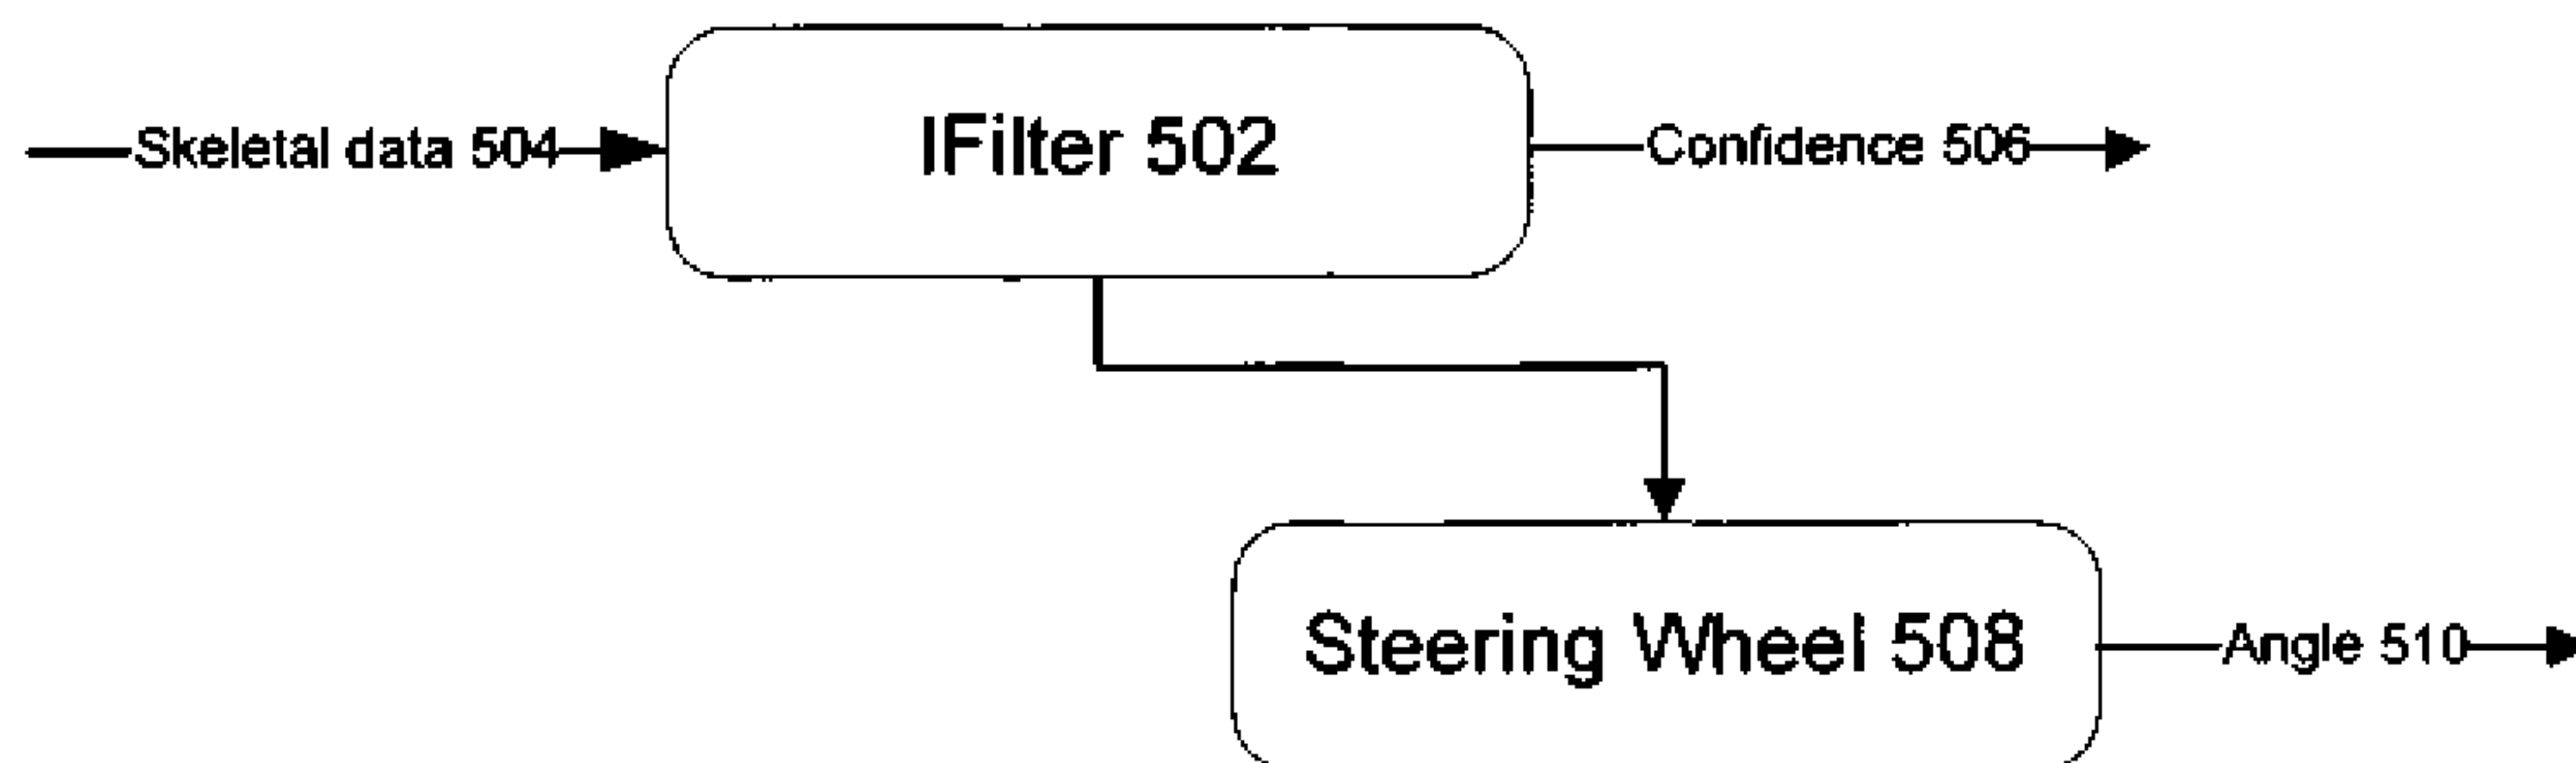 Skeletal data 504
IFilter 502
Confidence 506
Steering Wheel 508
Angle 510